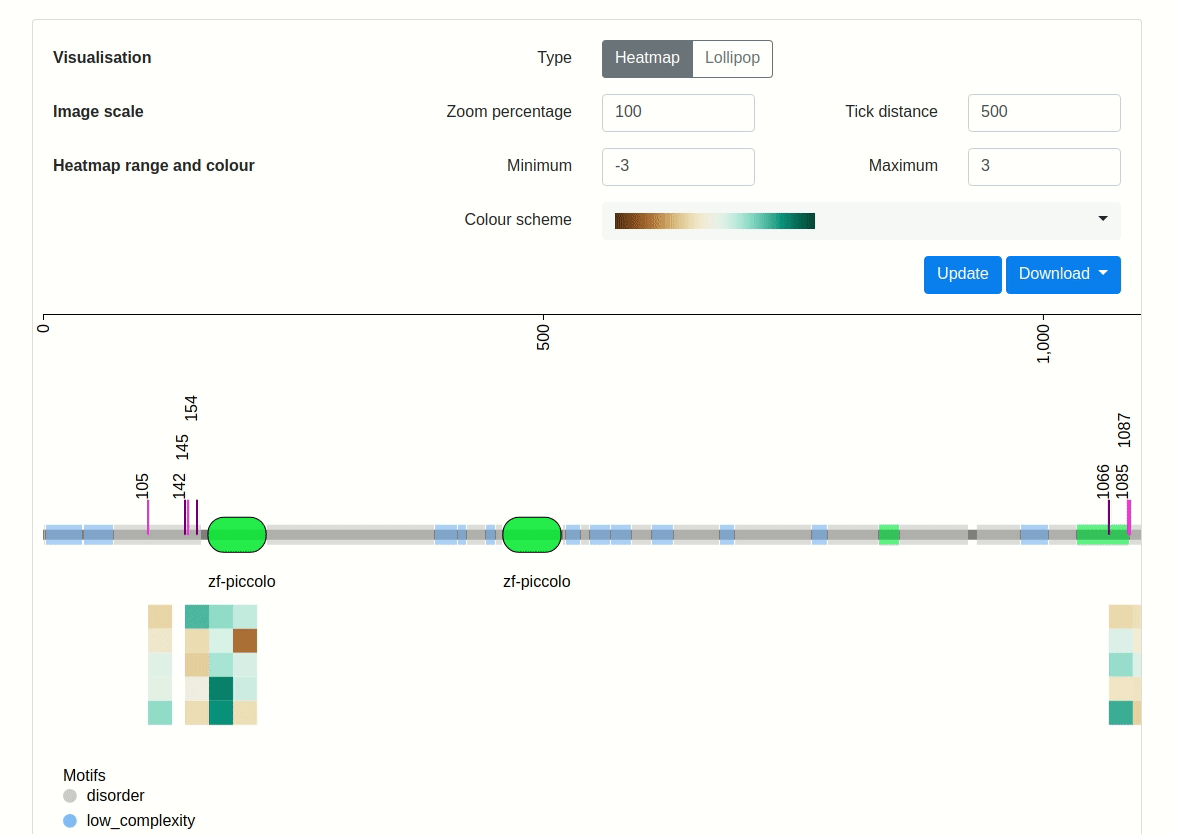 Visualisation Type Heatmap Lollipop
Image scale Zoom percentage 100 Tick distance 500
Heatmap range and colour Minimum -3 Maximum 3
Colour scheme
Update Download
0 500 1,000
105 142 145 154 1066 1085 1087
zf-piccolo zf-piccolo
Motifs
disorder
low_complexity